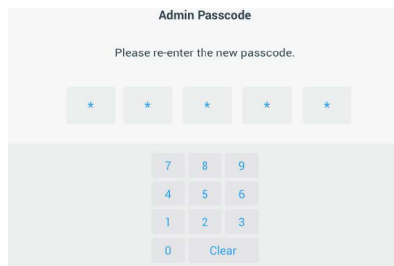 Admin Passcode
Please re-enter the new passcode.
* * * * *
7 8 9
4 5 6
1 2 3
0 Clear